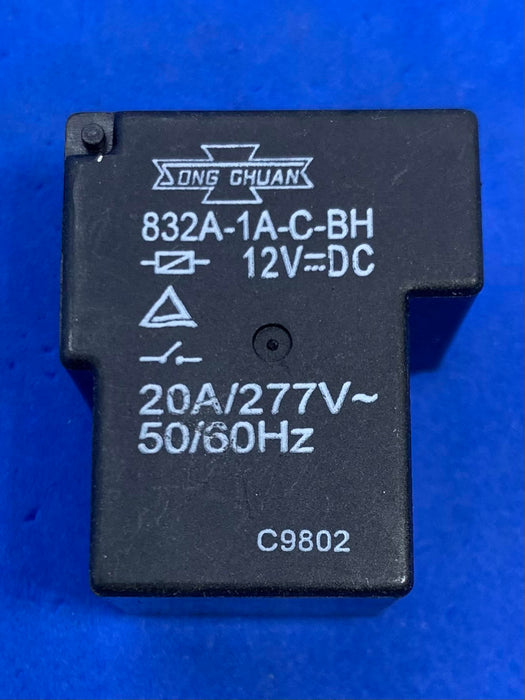 SONG CHUAN
832A-1A-C-BH
12V⎓DC
20A/277V~
50/60Hz
C9802